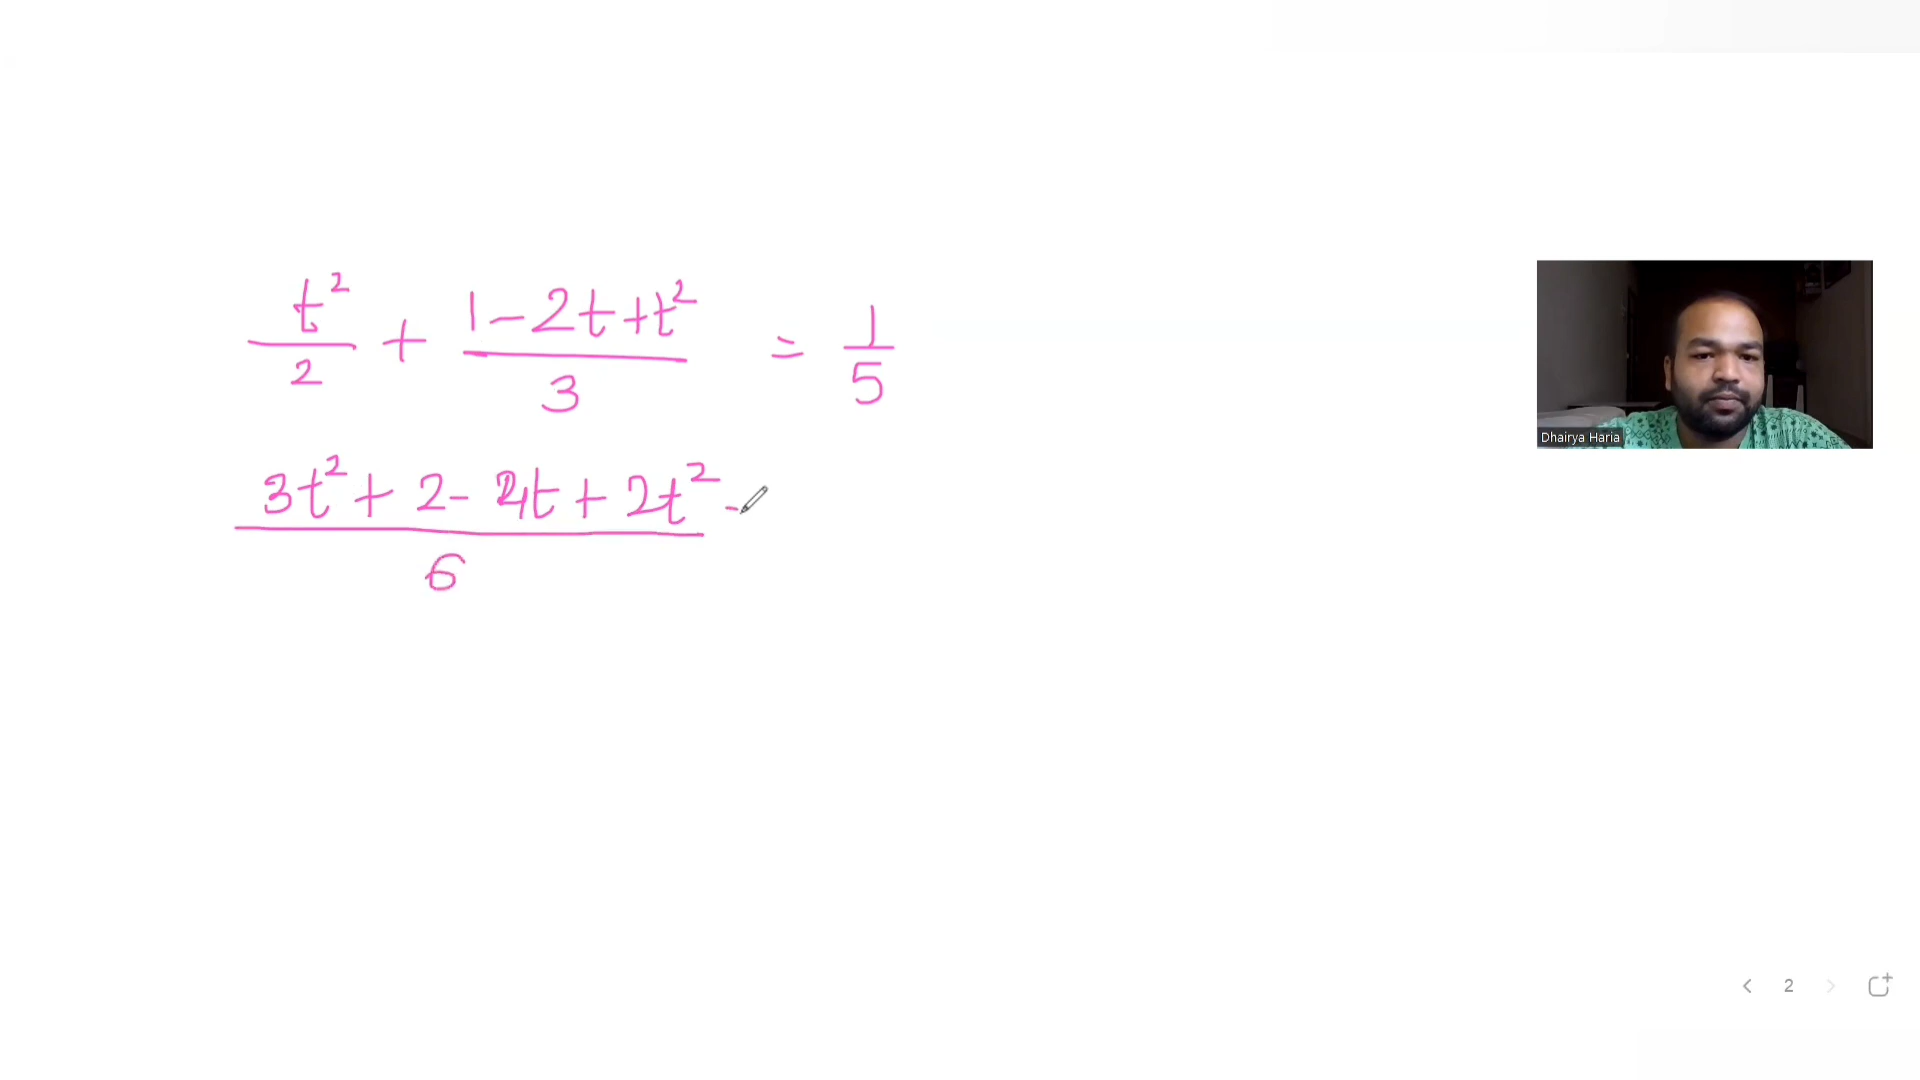 t²/2 + (1-2t+t²)/3 = 1/5
(3t²+2-4t+2t²)/6 -
Dhairya Haria
2